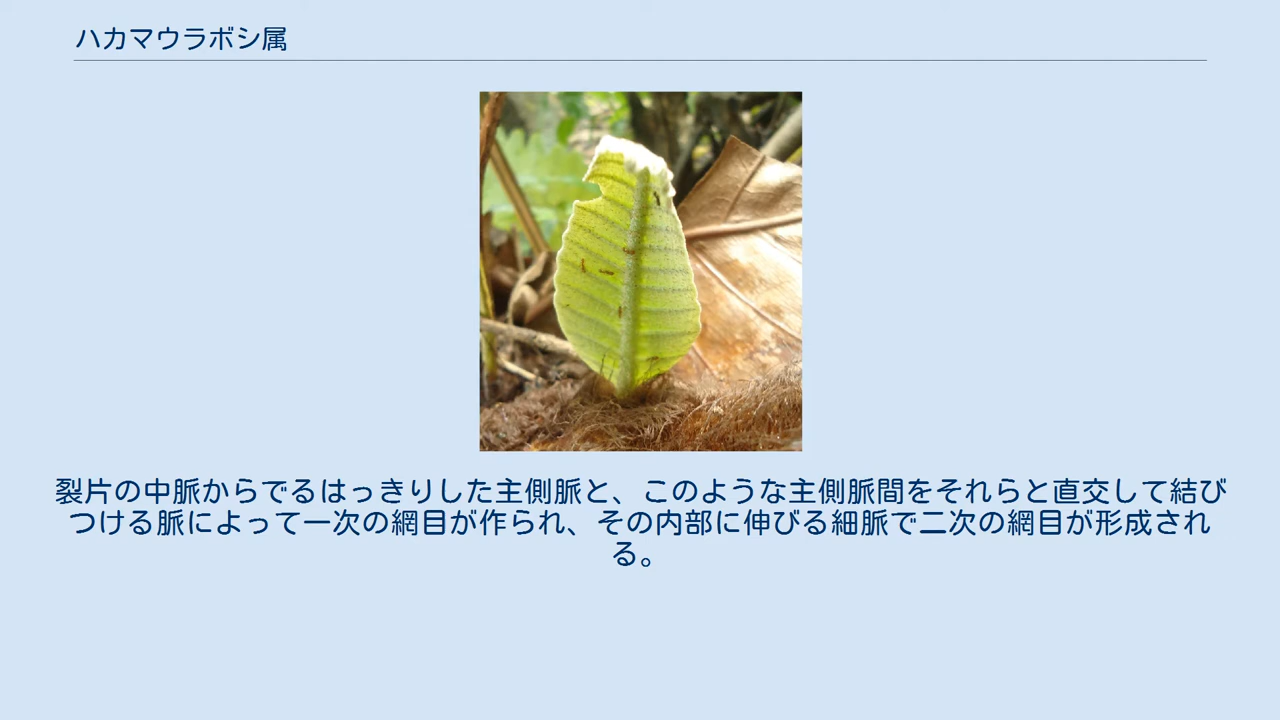 ハカマウラボシ属
裂片の中脈からでるはっきりした主側脈と、このような主側脈間をそれらと直交して結び
つける脈によって一次の網目が作られ、その内部に伸びる細脈で二次の網目が形成され
る。